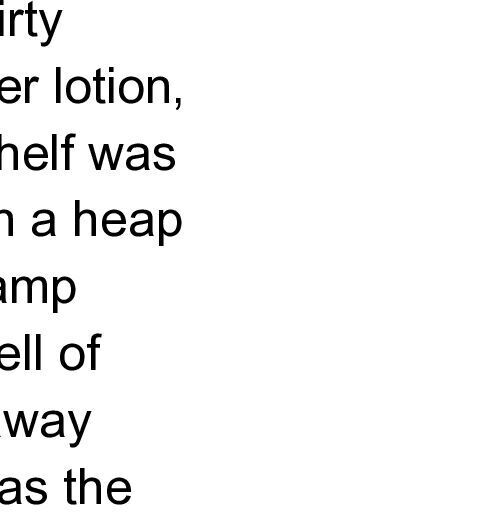 irty
er lotion,
helf was
n a heap
amp
ell of
way
as the